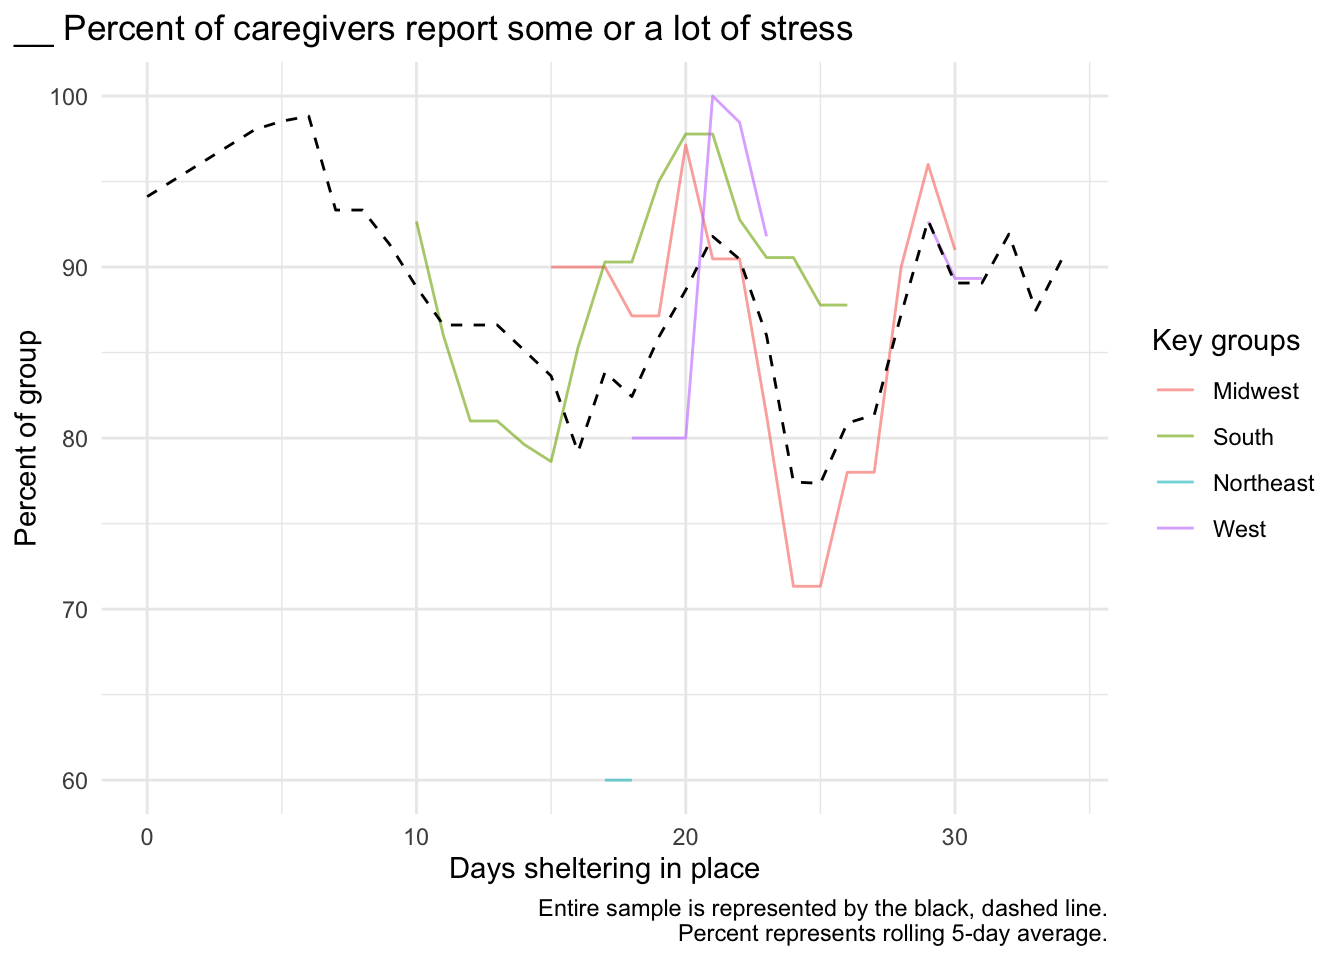 __ Percent of caregivers report some or a lot of stress
Percent of group
100
90
80
70
60
0 10 20 30
Days sheltering in place
Key groups
Midwest
South
Northeast
West
Entire sample is represented by the black, dashed line.
Percent represents rolling 5-day average.